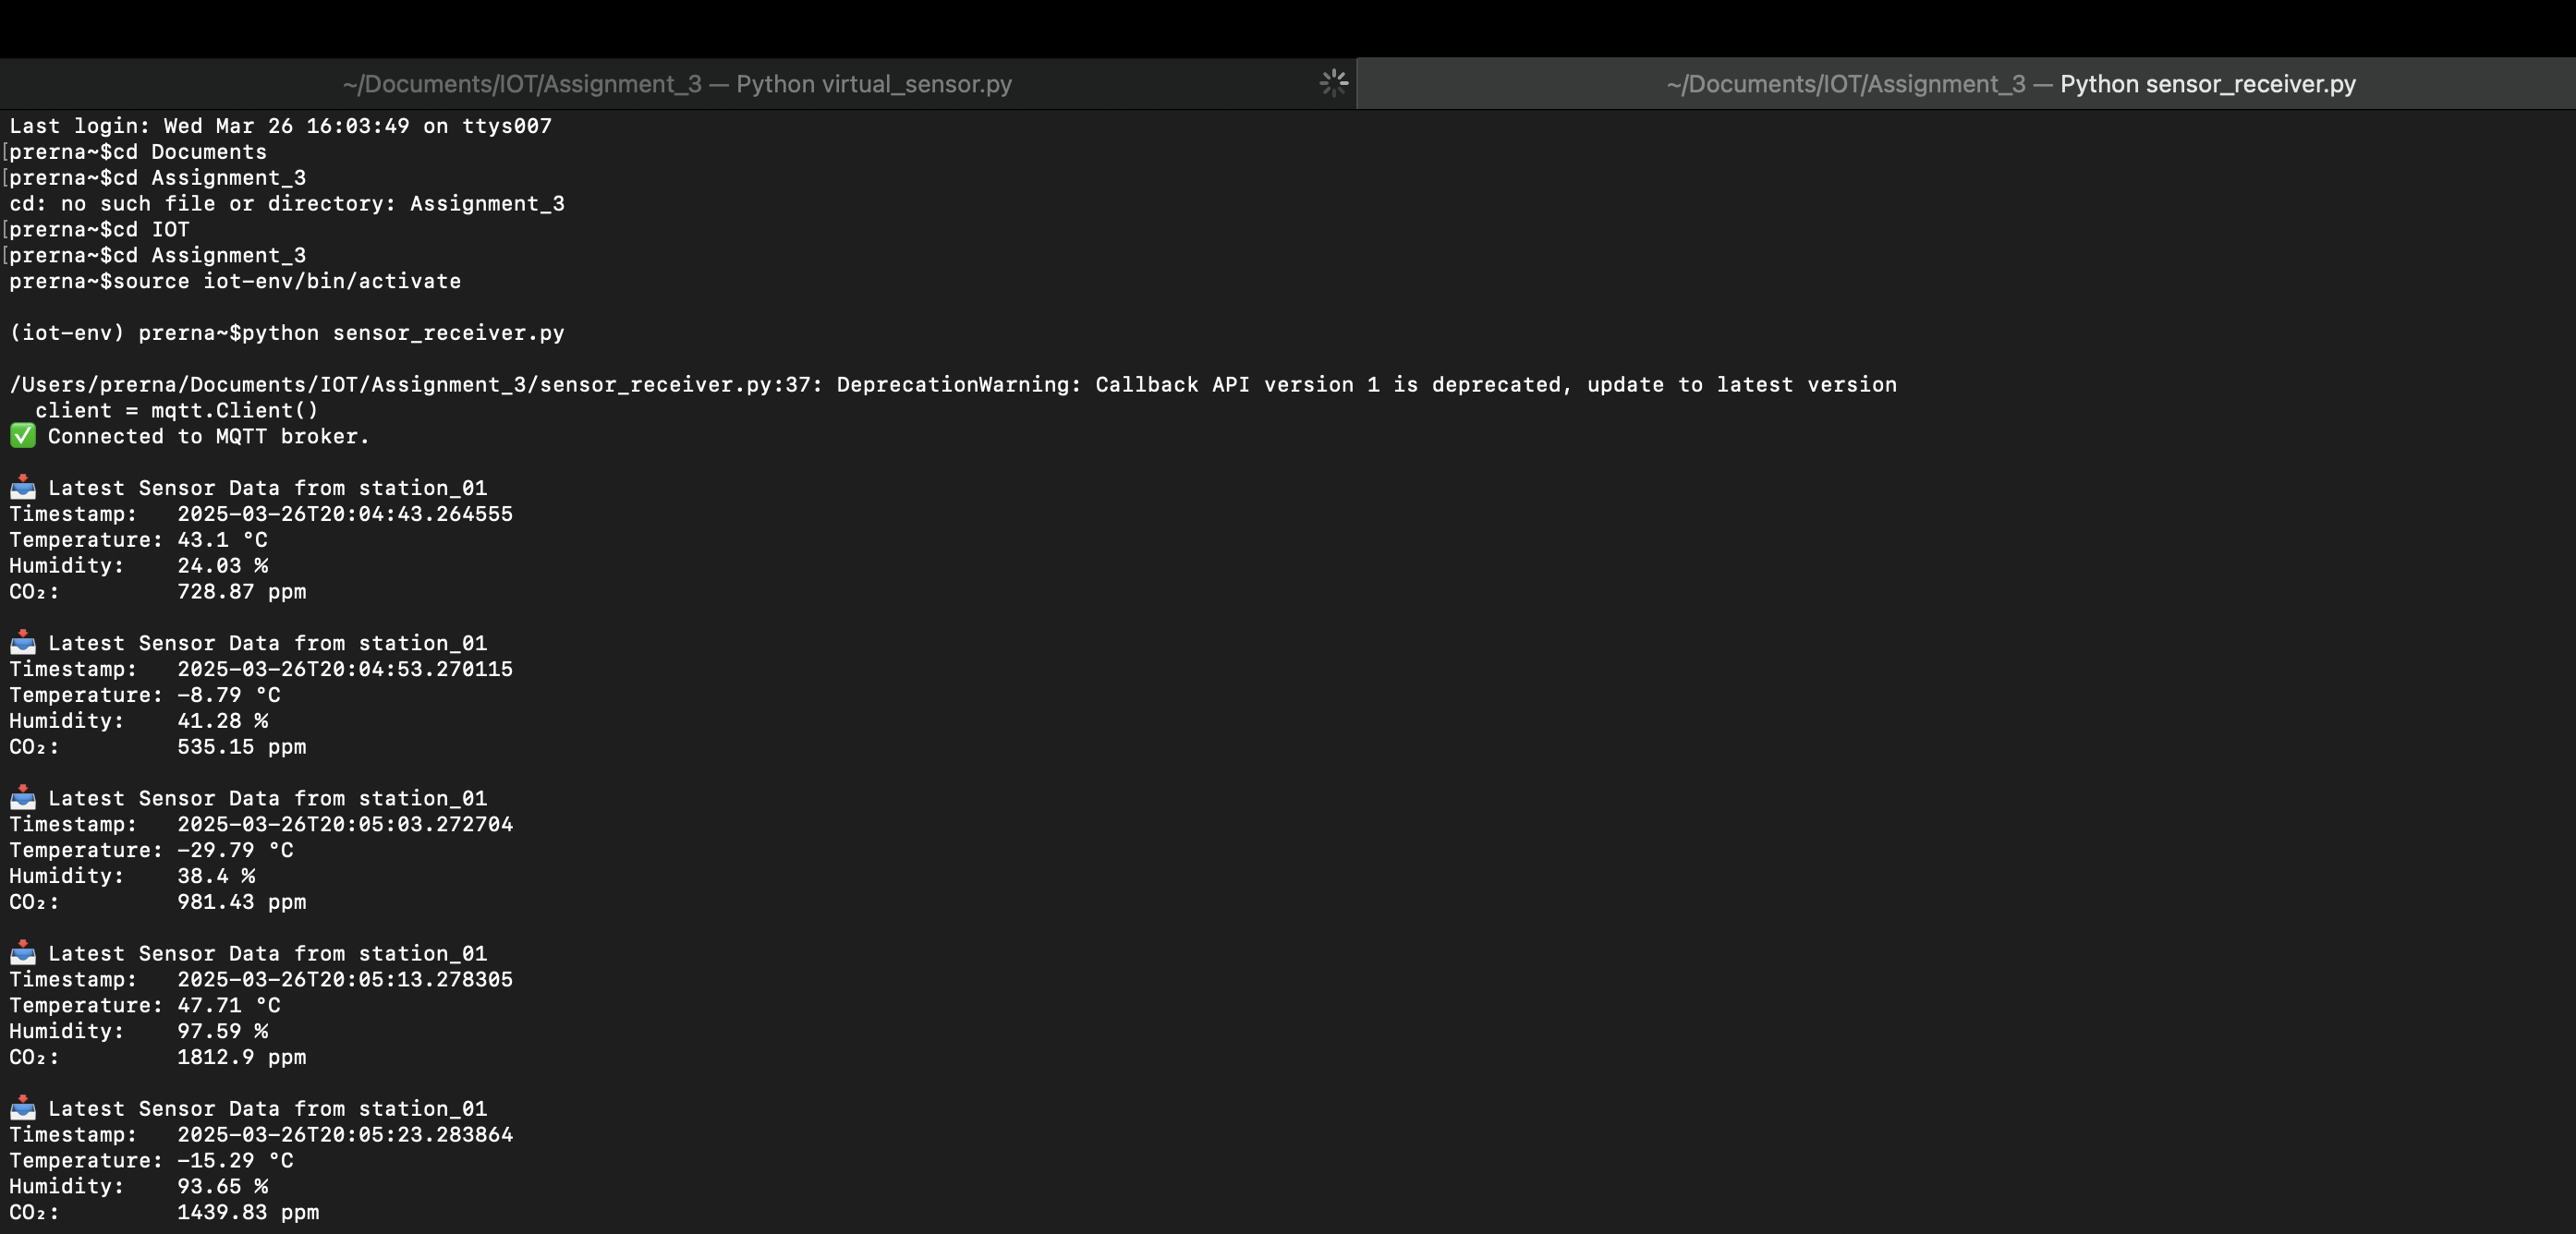 ~/Documents/IOT/Assignment_3 — Python virtual_sensor.py
~/Documents/IOT/Assignment_3 — Python sensor_receiver.py
Last login: Wed Mar 26 16:03:49 on ttys007
[prerna~$cd Documents
[prerna~$cd Assignment_3
cd: no such file or directory: Assignment_3
[prerna~$cd IOT
[prerna~$cd Assignment_3
prerna~$source iot-env/bin/activate
(iot-env) prerna~$python sensor_receiver.py
/Users/prerna/Documents/IOT/Assignment_3/sensor_receiver.py:37: DeprecationWarning: Callback API version 1 is deprecated, update to latest version
  client = mqtt.Client()
✅ Connected to MQTT broker.
📥 Latest Sensor Data from station_01
Timestamp:   2025-03-26T20:04:43.264555
Temperature: 43.1 °C
Humidity:    24.03 %
CO₂:         728.87 ppm
📥 Latest Sensor Data from station_01
Timestamp:   2025-03-26T20:04:53.270115
Temperature: -8.79 °C
Humidity:    41.28 %
CO₂:         535.15 ppm
📥 Latest Sensor Data from station_01
Timestamp:   2025-03-26T20:05:03.272704
Temperature: -29.79 °C
Humidity:    38.4 %
CO₂:         981.43 ppm
📥 Latest Sensor Data from station_01
Timestamp:   2025-03-26T20:05:13.278305
Temperature: 47.71 °C
Humidity:    97.59 %
CO₂:         1812.9 ppm
📥 Latest Sensor Data from station_01
Timestamp:   2025-03-26T20:05:23.283864
Temperature: -15.29 °C
Humidity:    93.65 %
CO₂:         1439.83 ppm